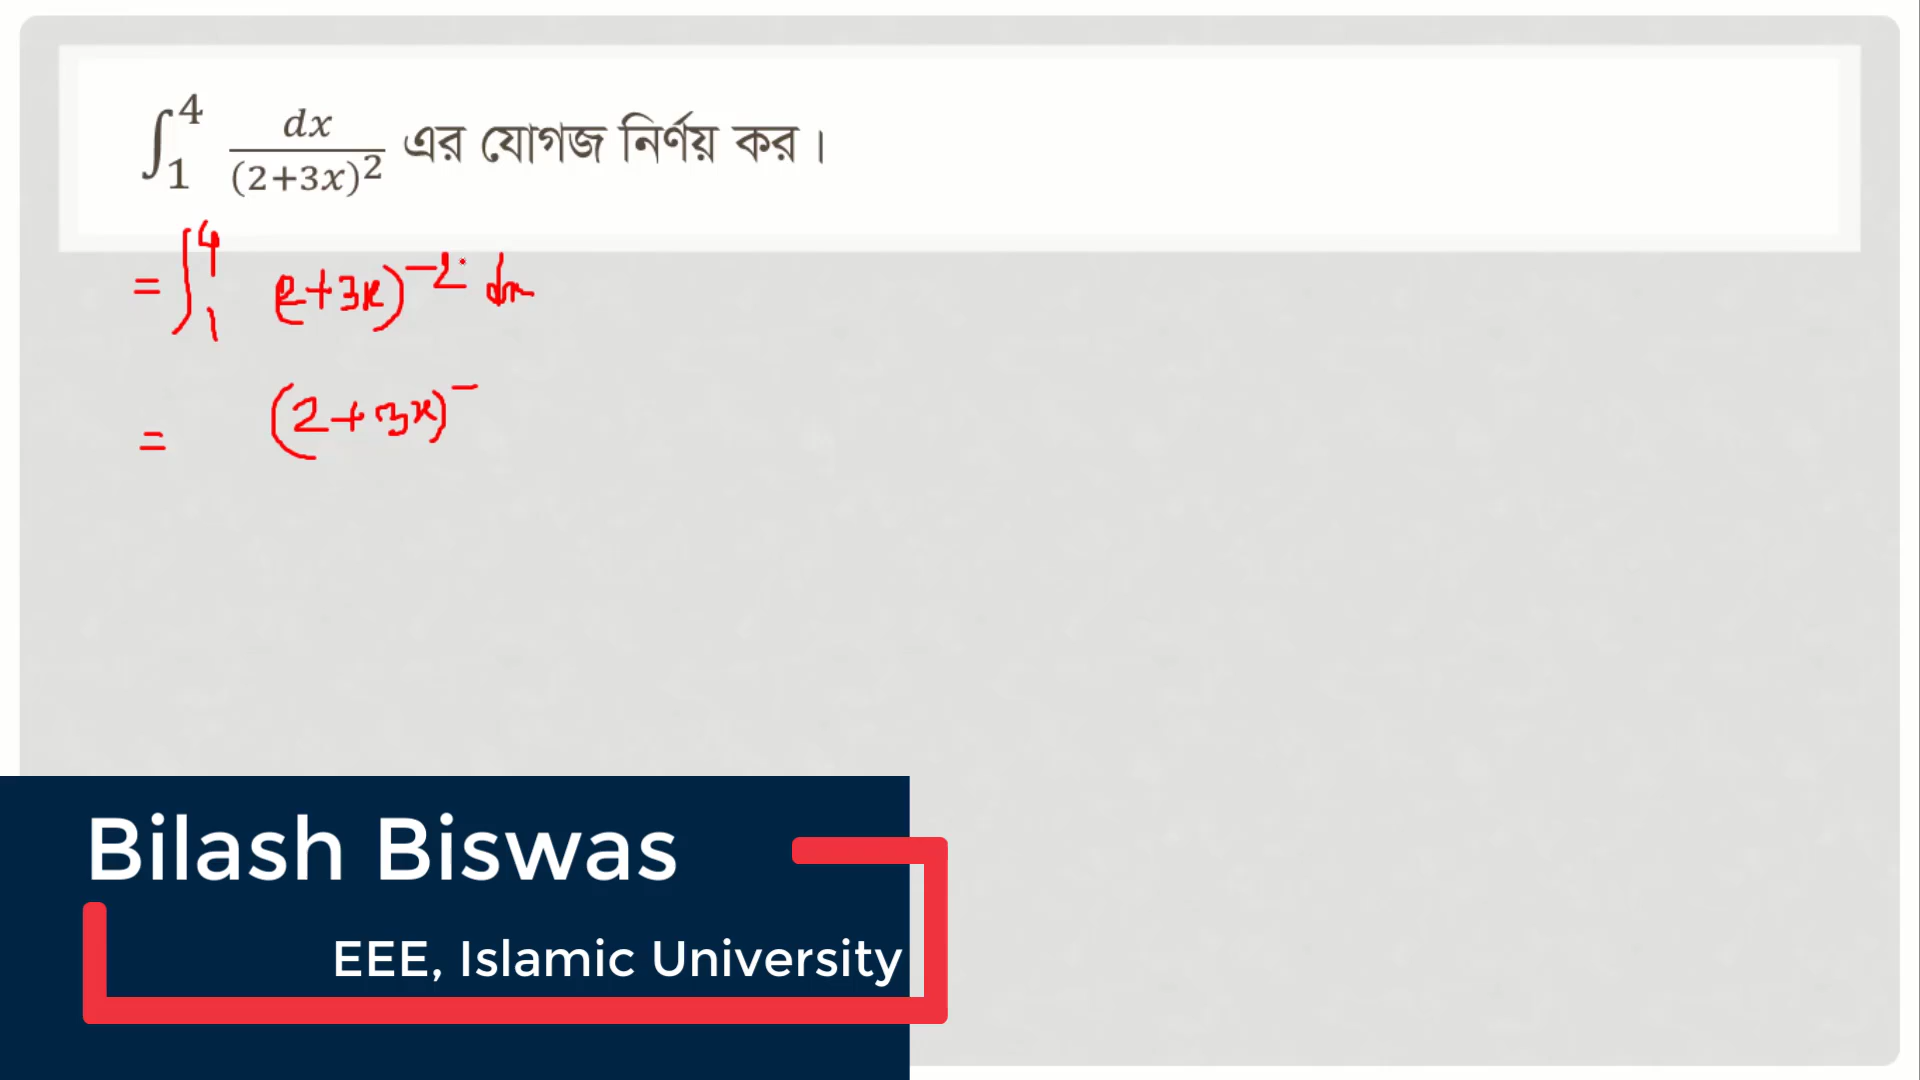 ∫₁⁴ dx/(2+3x)² এর যোগজ নির্ণয় কর ।
= ∫₁⁴ (2+3x)⁻² dx
= (2+3x)⁻
Bilash Biswas
EEE, Islamic University